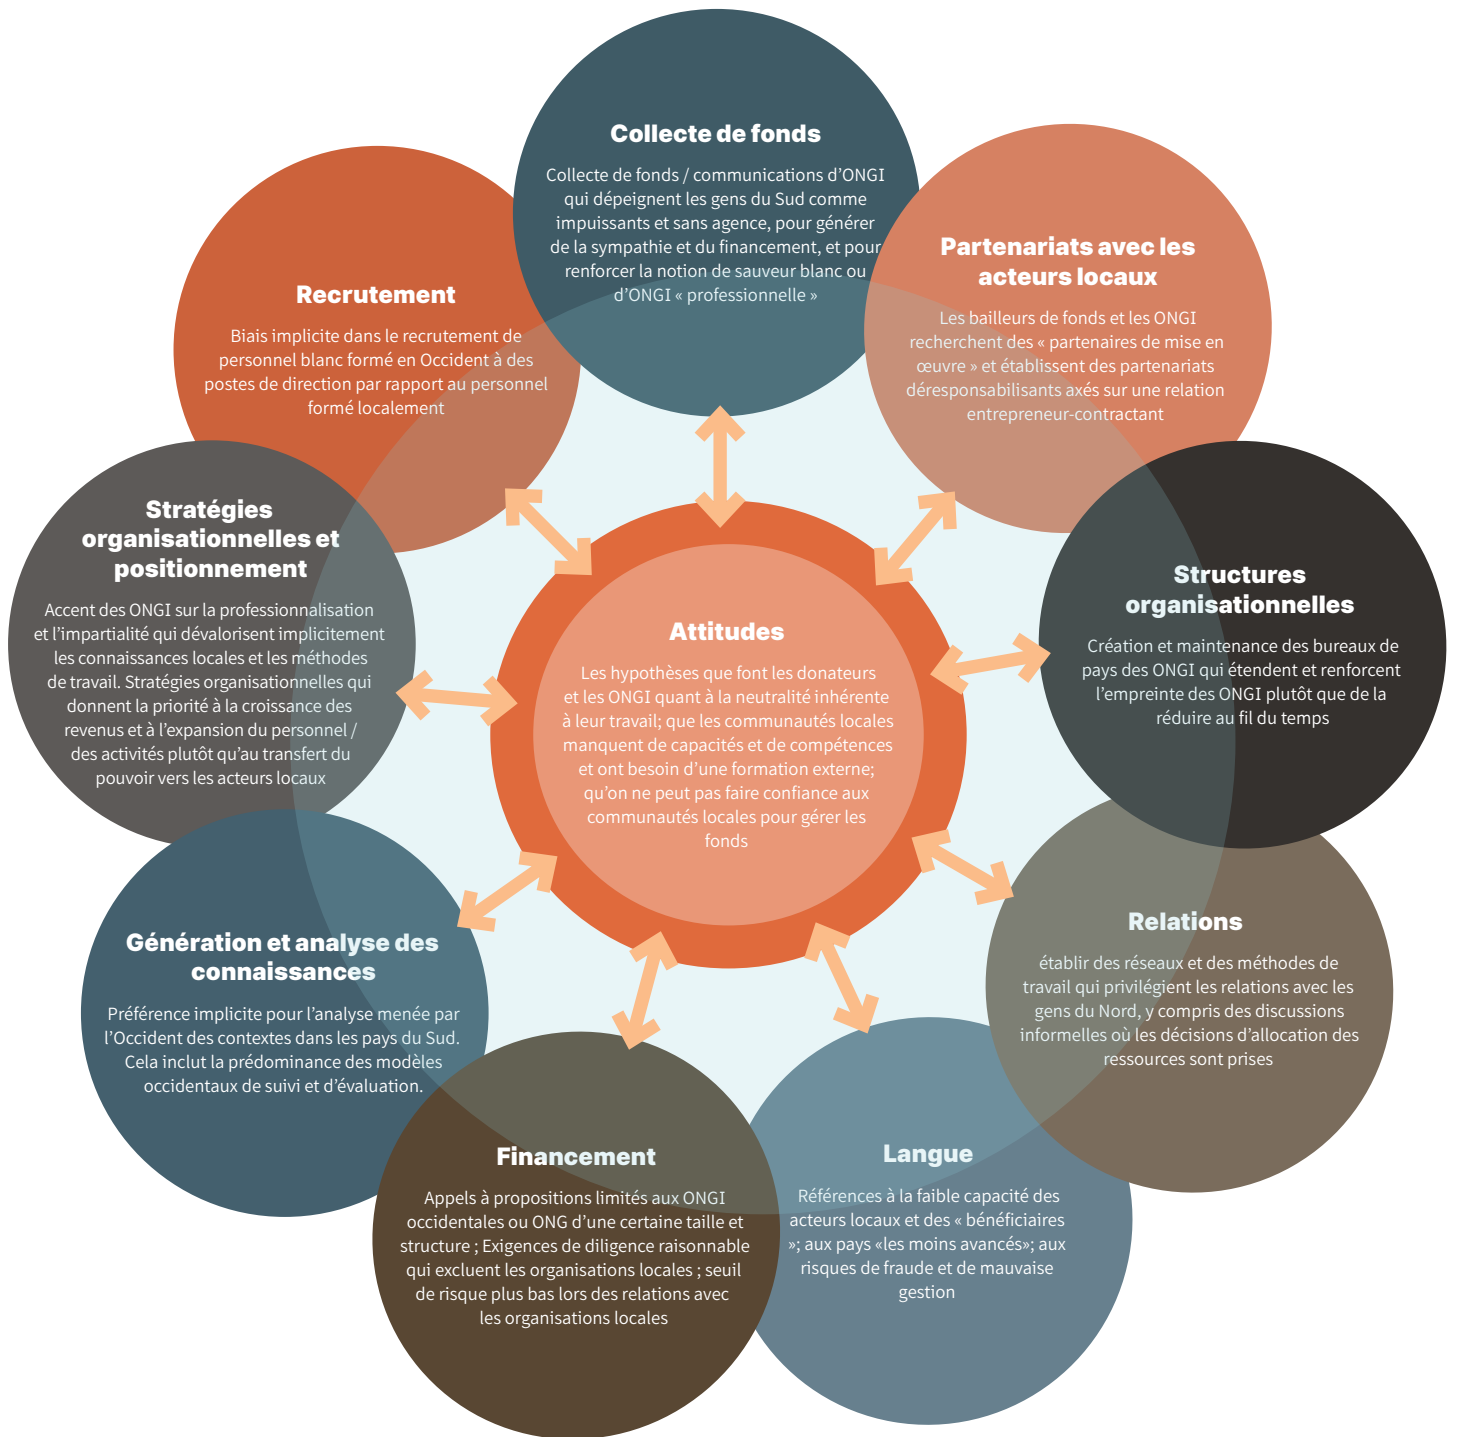 Collecte de fonds
Collecte de fonds / communications d’ONGI
qui dépeignent les gens du Sud comme
impuissants et sans agence, pour générer
de la sympathie et du financement, et pour
renforcer la notion de sauveur blanc ou
d’ONGI « professionnelle »
Partenariats avec les
acteurs locaux
Les bailleurs de fonds et les ONGI
recherchent des « partenaires de mise en
œuvre » et établissent des partenariats
déresponsabilisants axés sur une relation
entrepreneur-contractant
Structures
organisationnelles
Création et maintenance des bureaux de
pays des ONGI qui étendent et renforcent
l’empreinte des ONGI plutôt que de la
réduire au fil du temps
Relations
établir des réseaux et des méthodes de
travail qui privilégient les relations avec les
gens du Nord, y compris des discussions
informelles où les décisions d’allocation des
ressources sont prises
Langue
Références à la faible capacité des
acteurs locaux et des « bénéficiaires
»; aux pays «les moins avancés»; aux
risques de fraude et de mauvaise
gestion
Financement
Appels à propositions limités aux ONGI
occidentales ou ONG d’une certaine taille et
structure ; Exigences de diligence raisonnable
qui excluent les organisations locales ; seuil
de risque plus bas lors des relations avec
les organisations locales
Génération et analyse des
connaissances
Préférence implicite pour l’analyse menée par
l’Occident des contextes dans les pays du Sud.
Cela inclut la prédominance des modèles
occidentaux de suivi et d’évaluation.
Stratégies
organisationnelles et
positionnement
Accent des ONGI sur la professionnalisation
et l’impartialité qui dévalorisent implicitement
les connaissances locales et les méthodes
de travail. Stratégies organisationnelles qui
donnent la priorité à la croissance des
revenus et à l’expansion du personnel /
des activités plutôt qu’au transfert du
pouvoir vers les acteurs locaux
Recrutement
Biais implicite dans le recrutement de
personnel blanc formé en Occident à des
postes de direction par rapport au personnel
formé localement
Attitudes
Les hypothèses que font les donateurs
et les ONGI quant à la neutralité inhérente
à leur travail; que les communautés locales
manquent de capacités et de compétences
et ont besoin d’une formation externe;
qu’on ne peut pas faire confiance aux
communautés locales pour gérer les
fonds